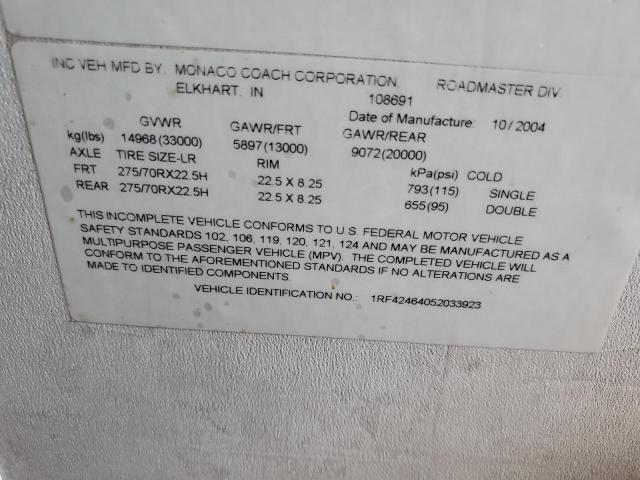 INC VEH MFD BY. MONACO COACH CORPORATION, ROADMASTER DIV.
ELKHART, IN 108691
Date of Manufacture: 10/2004
GVWR GAWR/FRT GAWR/REAR
kg(lbs) 14968(33000) 5897(13000) 9072(20000)
AXLE TIRE SIZE-LR RIM kPa(psi) COLD
FRT 275/70RX22.5H 22.5 X 8.25 793(115) SINGLE
REAR 275/70RX22.5H 22.5 X 8.25 655(95) DOUBLE
THIS INCOMPLETE VEHICLE CONFORMS TO U.S. FEDERAL MOTOR VEHICLE
SAFETY STANDARDS 102, 106, 119, 120, 121, 124 AND MAY BE MANUFACTURED AS A
MULTIPURPOSE PASSENGER VEHICLE (MPV). THE COMPLETED VEHICLE WILL
CONFORM TO THE AFOREMENTIONED STANDARDS IF NO ALTERATIONS ARE
MADE TO IDENTIFIED COMPONENTS.
VEHICLE IDENTIFICATION NO.: 1RF42464052033923